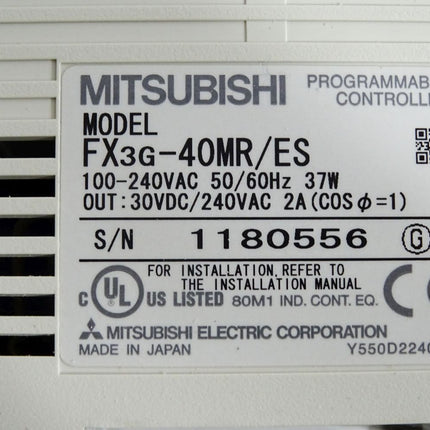 MITSUBISHI
PROGRAMMAB
CONTROLLE
MODEL
FX3G-40MR/ES
100-240VAC 50/60Hz 37W
OUT:30VDC/240VAC 2A(COSφ=1)
S/N 1180556 G
FOR INSTALLATION, REFER TO
THE INSTALLATION MANUAL
C UL US LISTED 80M1 IND. CONT. EQ. C
MITSUBISHI ELECTRIC CORPORATION
MADE IN JAPAN Y550D2240